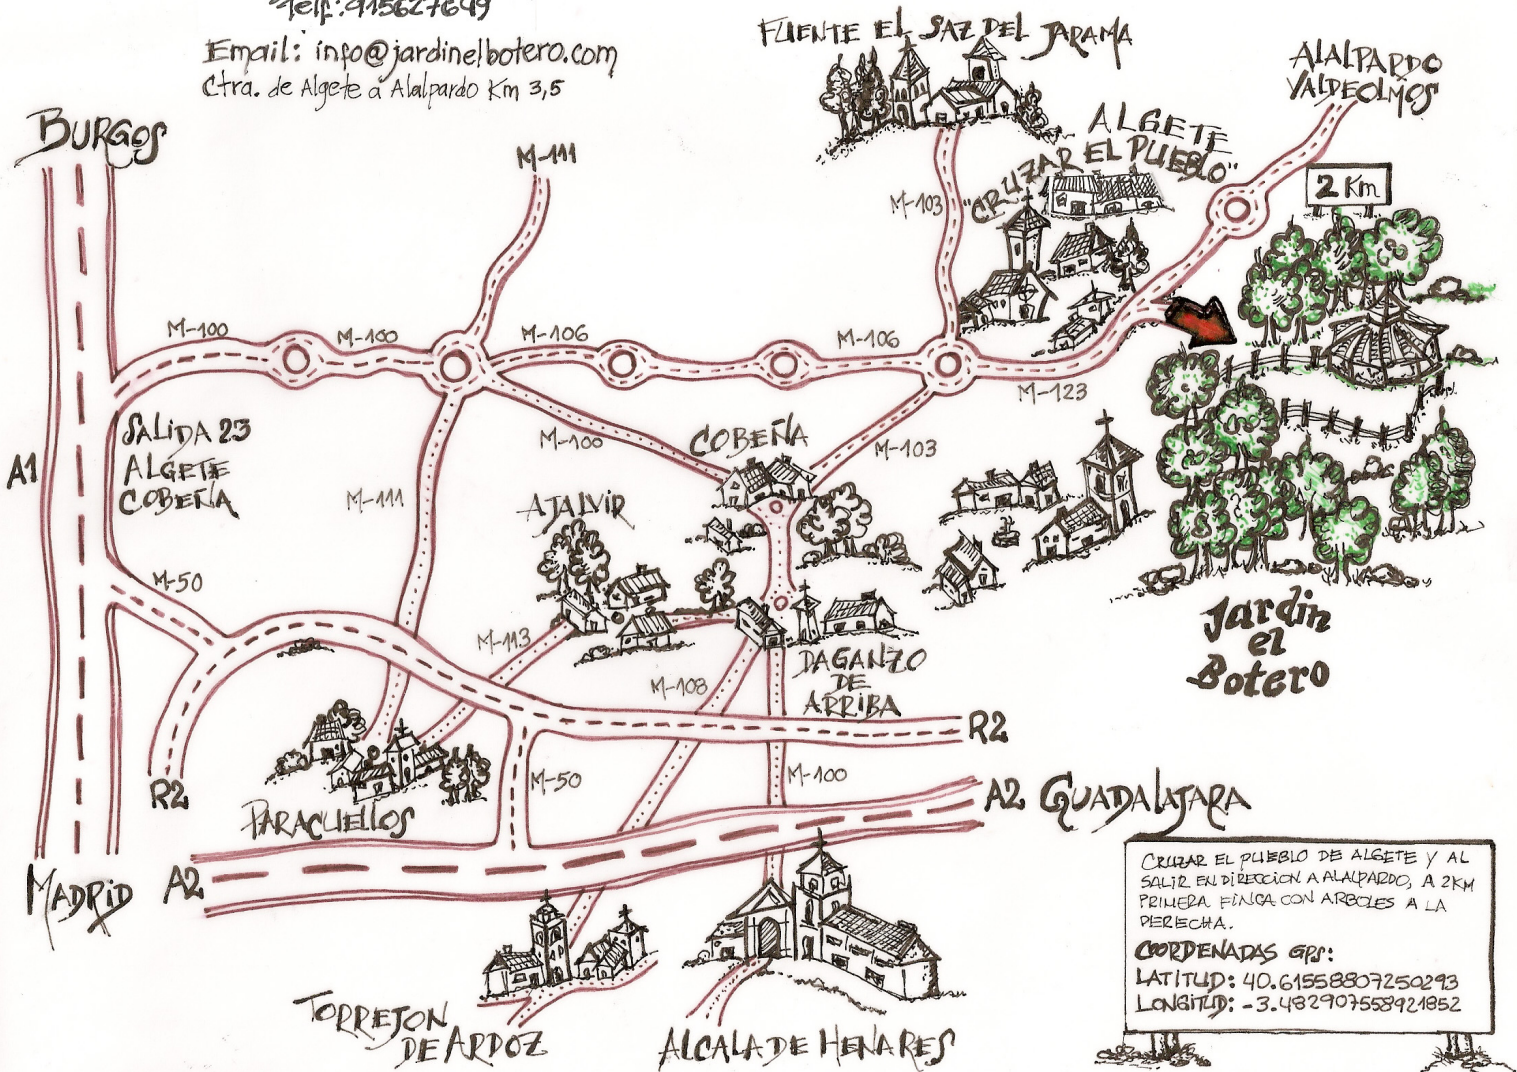 Telf: 915627649
Email: info@jardinelbotero.com
Ctra. de Algete a Alalpardo Km 3,5
FUENTE EL SAZ DEL JARAMA
ALALPARDO
VALDEOLMOS
BURGOS
M-111
ALGETE
"CRUZAR EL PUEBLO"
2 Km
M-103
M-100
M-100
M-106
M-106
M-123
SALIDA 23
ALGETE
COBEÑA
A1
M-100
COBEÑA
M-103
M-111
AJALVIR
M-50
M-113
Jardin
el
Botero
DAGANZO
DE
ARRIBA
M-108
R2
R2
M-50
M-100
PARACUELLOS
A2 GUADALAJARA
MADRID
A2
TORREJON
DE ARDOZ
ALCALA DE HENARES
CRUZAR EL PUEBLO DE ALGETE Y AL
SALIR EN DIRECCION A ALALPARDO, A 2KM
PRIMERA FINCA CON ARBOLES A LA
DERECHA.
COORDENADAS GPS:
LATITUD: 40.61558807250293
LONGITUD: -3.482907558921852